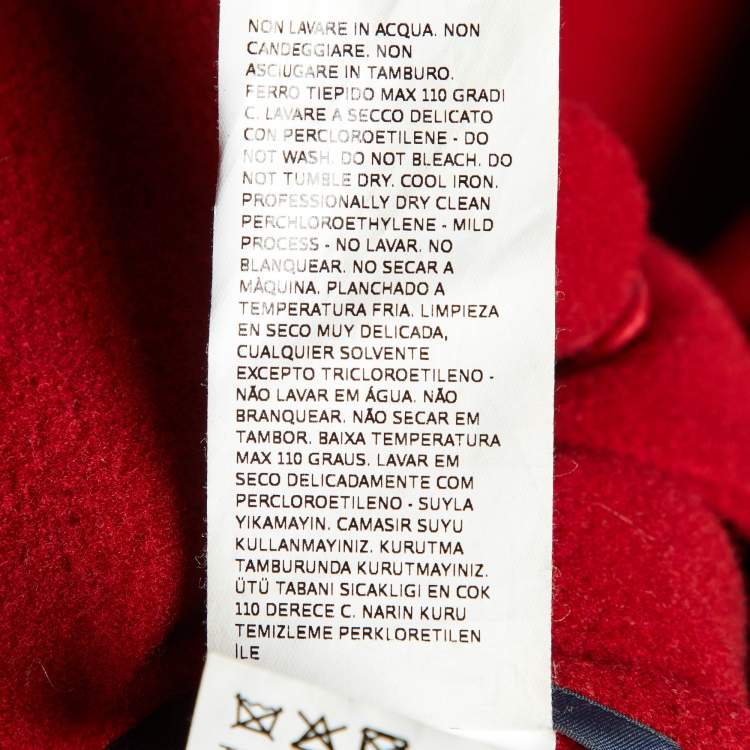 NON LAVARE IN ACQUA. NON
CANDEGGIARE. NON
ASCIUGARE IN TAMBURO.
FERRO TIEPIDO MAX 110 GRADI
C. LAVARE A SECCO DELICATO
CON PERCLOROETILENE - DO
NOT WASH. DO NOT BLEACH. DO
NOT TUMBLE DRY. COOL IRON.
PROFESSIONALLY DRY CLEAN
PERCHLOROETHYLENE - MILD
PROCESS - NO LAVAR. NO
BLANQUEAR. NO SECAR A
MÀQUINA. PLANCHADO A
TEMPERATURA FRIA. LIMPIEZA
EN SECO MUY DELICADA,
CUALQUIER SOLVENTE
EXCEPTO TRICLOROETILENO -
NÃO LAVAR EM ÁGUA. NÃO
BRANQUEAR. NÃO SECAR EM
TAMBOR. BAIXA TEMPERATURA
MAX 110 GRAUS. LAVAR EM
SECO DELICADAMENTE COM
PERCLOROETILENO - SUYLA
YIKAMAYIN. CAMASIR SUYU
KULLANMAYINIZ. KURUTMA
TAMBURUNDA KURUTMAYINIZ.
ÜTÜ TABANI SICAKLIGI EN COK
110 DERECE C. NARIN KURU
TEMIZLEME PERKLORETILEN
İLE